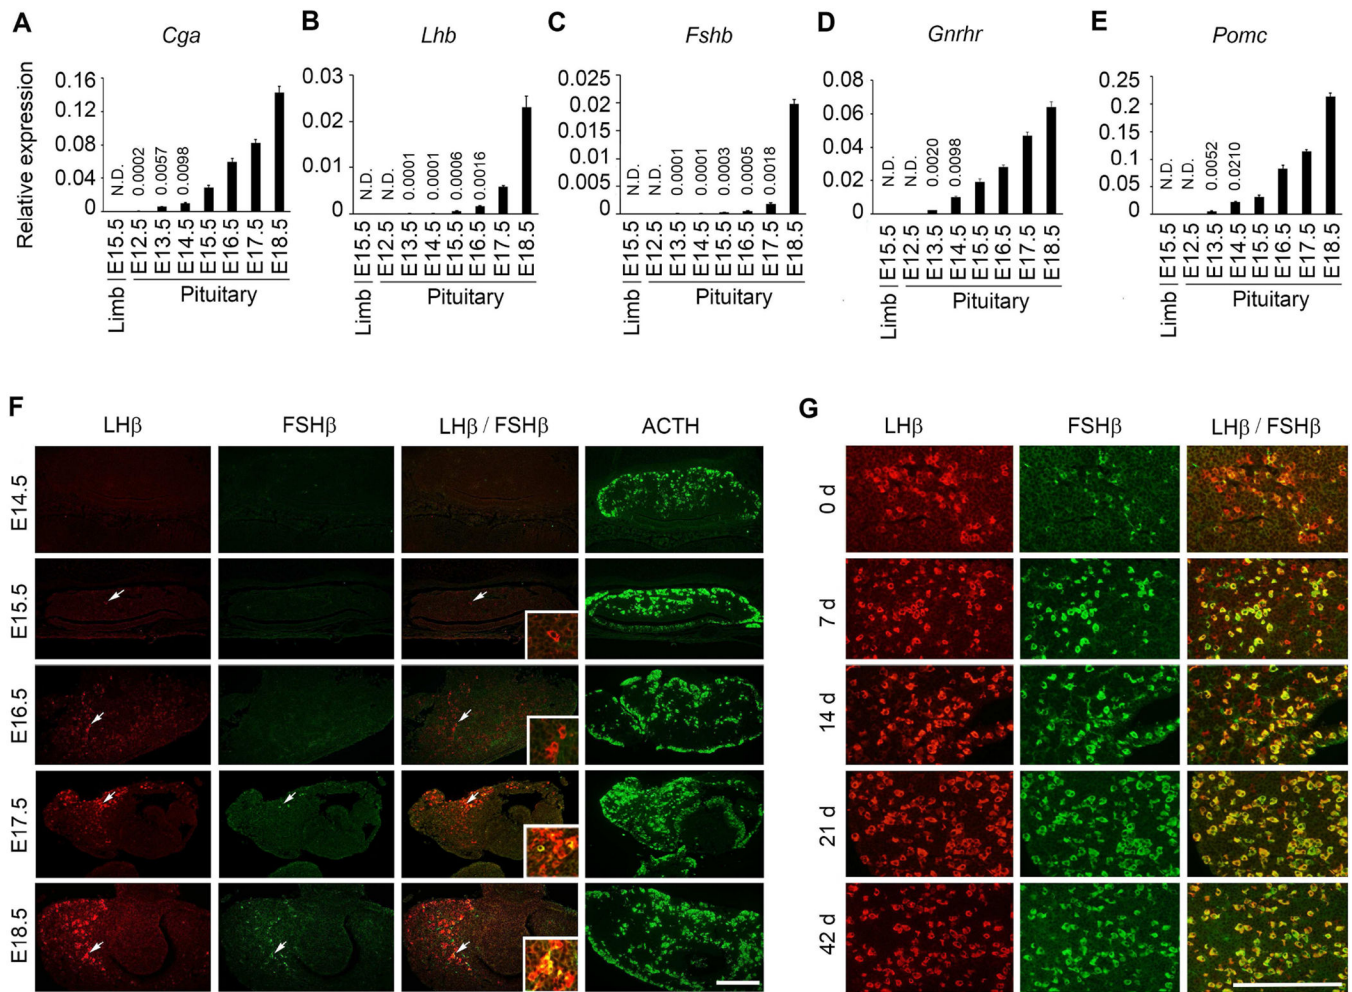 A
Cga
Relative expression
0.16
0.12
0.08
0.04
0
N.D.
0.0002
0.0057
0.0098
E15.5
E12.5
E13.5
E14.5
E15.5
E16.5
E17.5
E18.5
Limb
Pituitary
B
Lhb
0.03
0.02
0.01
0
N.D.
N.D.
0.0001
0.0001
0.0006
0.0016
E15.5
E12.5
E13.5
E14.5
E15.5
E16.5
E17.5
E18.5
Limb
Pituitary
C
Fshb
0.025
0.02
0.015
0.01
0.005
0
N.D.
N.D.
0.0001
0.0001
0.0003
0.0005
0.0018
E15.5
E12.5
E13.5
E14.5
E15.5
E16.5
E17.5
E18.5
Limb
Pituitary
D
Gnrhr
0.08
0.06
0.04
0.02
0
N.D.
N.D.
0.0020
0.0098
E15.5
E12.5
E13.5
E14.5
E15.5
E16.5
E17.5
E18.5
Limb
Pituitary
E
Pomc
0.25
0.2
0.15
0.1
0.05
0
N.D.
N.D.
0.0052
0.0210
E15.5
E12.5
E13.5
E14.5
E15.5
E16.5
E17.5
E18.5
Limb
Pituitary
F
LHβ
FSHβ
LHβ / FSHβ
ACTH
E14.5
E15.5
E16.5
E17.5
E18.5
G
LHβ
FSHβ
LHβ / FSHβ
0 d
7 d
14 d
21 d
42 d